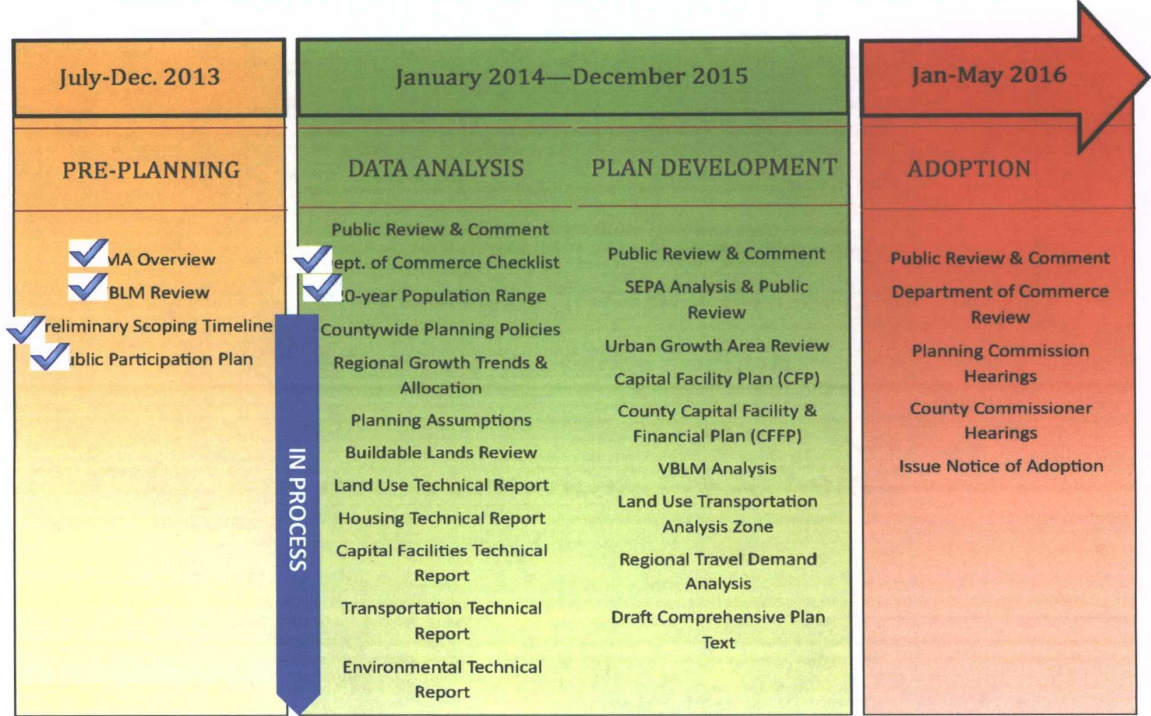 July-Dec. 2013
PRE-PLANNING
MA Overview
BLM Review
reliminary Scoping Timeline
ublic Participation Plan
January 2014—December 2015
DATA ANALYSIS
Public Review & Comment
ept. of Commerce Checklist
20-year Population Range
Countywide Planning Policies
Regional Growth Trends &
Allocation
Planning Assumptions
Buildable Lands Review
Land Use Technical Report
Housing Technical Report
Capital Facilities Technical
Report
Transportation Technical
Report
Environmental Technical
Report
IN PROCESS
PLAN DEVELOPMENT
Public Review & Comment
SEPA Analysis & Public
Review
Urban Growth Area Review
Capital Facility Plan (CFP)
County Capital Facility &
Financial Plan (CFFP)
VBLM Analysis
Land Use Transportation
Analysis Zone
Regional Travel Demand
Analysis
Draft Comprehensive Plan
Text
Jan-May 2016
ADOPTION
Public Review & Comment
Department of Commerce
Review
Planning Commission
Hearings
County Commissioner
Hearings
Issue Notice of Adoption